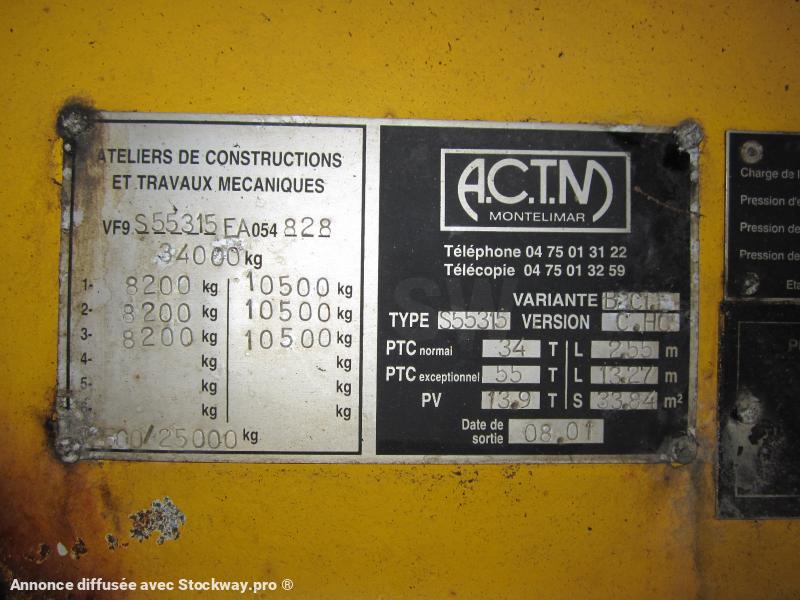 ATELIERS DE CONSTRUCTIONS
ET TRAVAUX MECANIQUES
VF9 S55315 FA054 828
34000 kg
1- 8200 kg 10500 kg
2- 8200 kg 10500 kg
3- 8200 kg 10500 kg
4- kg kg
5- kg kg
kg kg
/25000 kg
A.C.T.M
MONTELIMAR
Téléphone 04 75 01 31 22
Télécopie 04 75 01 32 59
VARIANTE
TYPE S55315 VERSION C.HC
PTC normal 34 T L 2.55 m
PTC exceptionnel 55 T L 13.27 m
PV 13.9 T S 33.84 m²
Date de sortie 08.01
Charge de l
Pression d'e
Pression de
Pression de
Eta
Annonce diffusée avec Stockway.pro ®